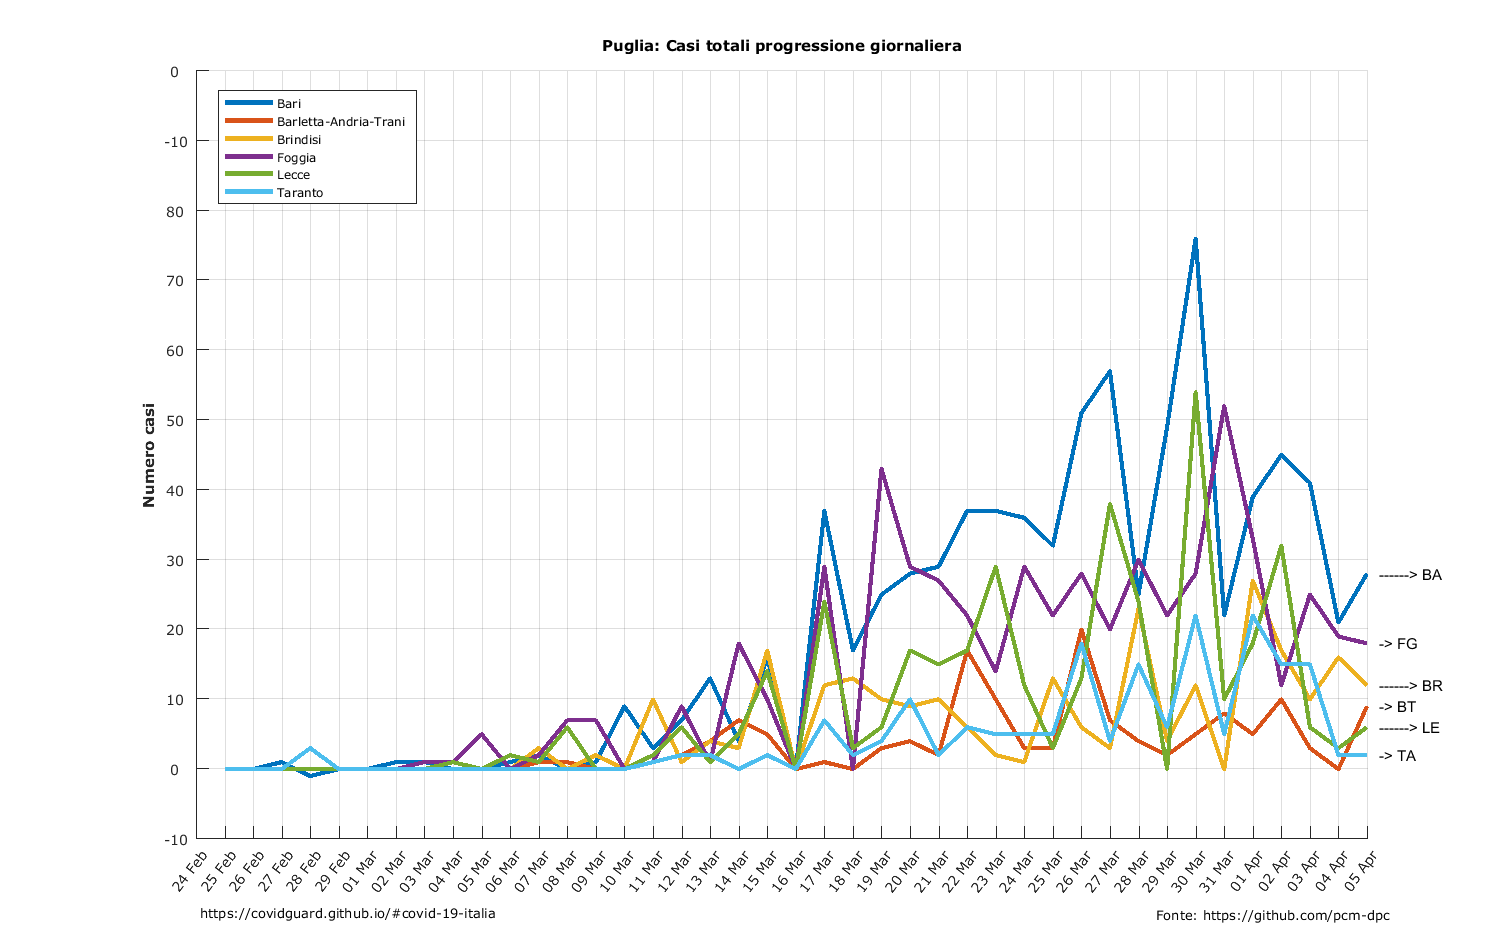 Puglia: Casi totali progressione giornaliera
0
-10
80
70
60
50
40
30
20
10
0
-10
Numero casi
Bari
Barletta-Andria-Trani
Brindisi
Foggia
Lecce
Taranto
------> BA
-> FG
------> BR
-> BT
------> LE
-> TA
24 Feb
25 Feb
26 Feb
27 Feb
28 Feb
29 Feb
01 Mar
02 Mar
03 Mar
04 Mar
05 Mar
06 Mar
07 Mar
08 Mar
09 Mar
10 Mar
11 Mar
12 Mar
13 Mar
14 Mar
15 Mar
16 Mar
17 Mar
18 Mar
19 Mar
20 Mar
21 Mar
22 Mar
23 Mar
24 Mar
25 Mar
26 Mar
27 Mar
28 Mar
29 Mar
30 Mar
31 Mar
01 Apr
02 Apr
03 Apr
04 Apr
05 Apr
https://covidguard.github.io/#covid-19-italia
Fonte: https://github.com/pcm-dpc